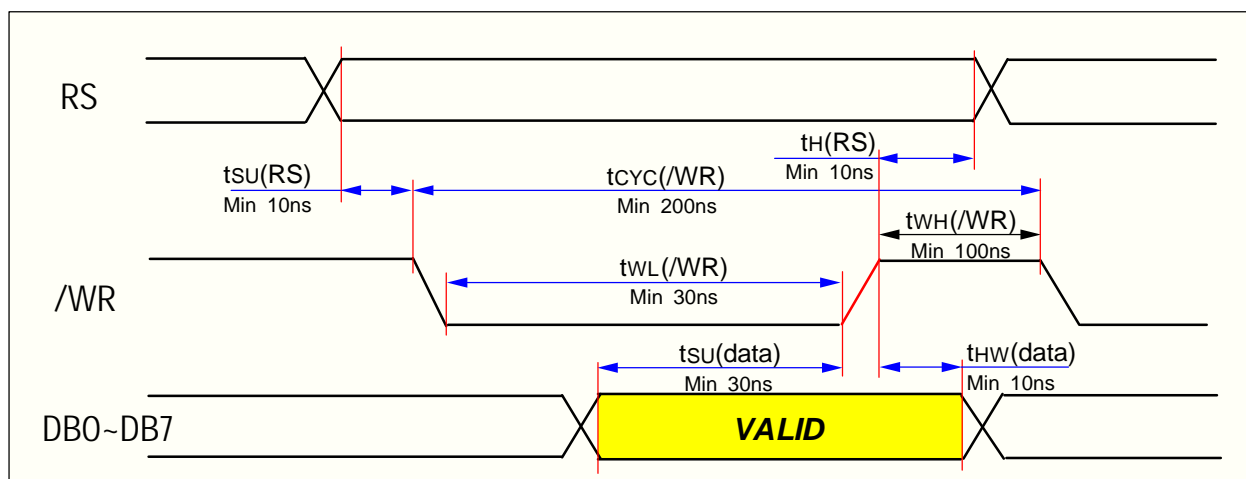 RS
tH(RS)
Min 10ns
tSU(RS)
Min 10ns
tCYC(/WR)
Min 200ns
tWH(/WR)
Min 100ns
/WR
tWL(/WR)
Min 30ns
tSU(data)
Min 30ns
tHW(data)
Min 10ns
DB0~DB7
VALID